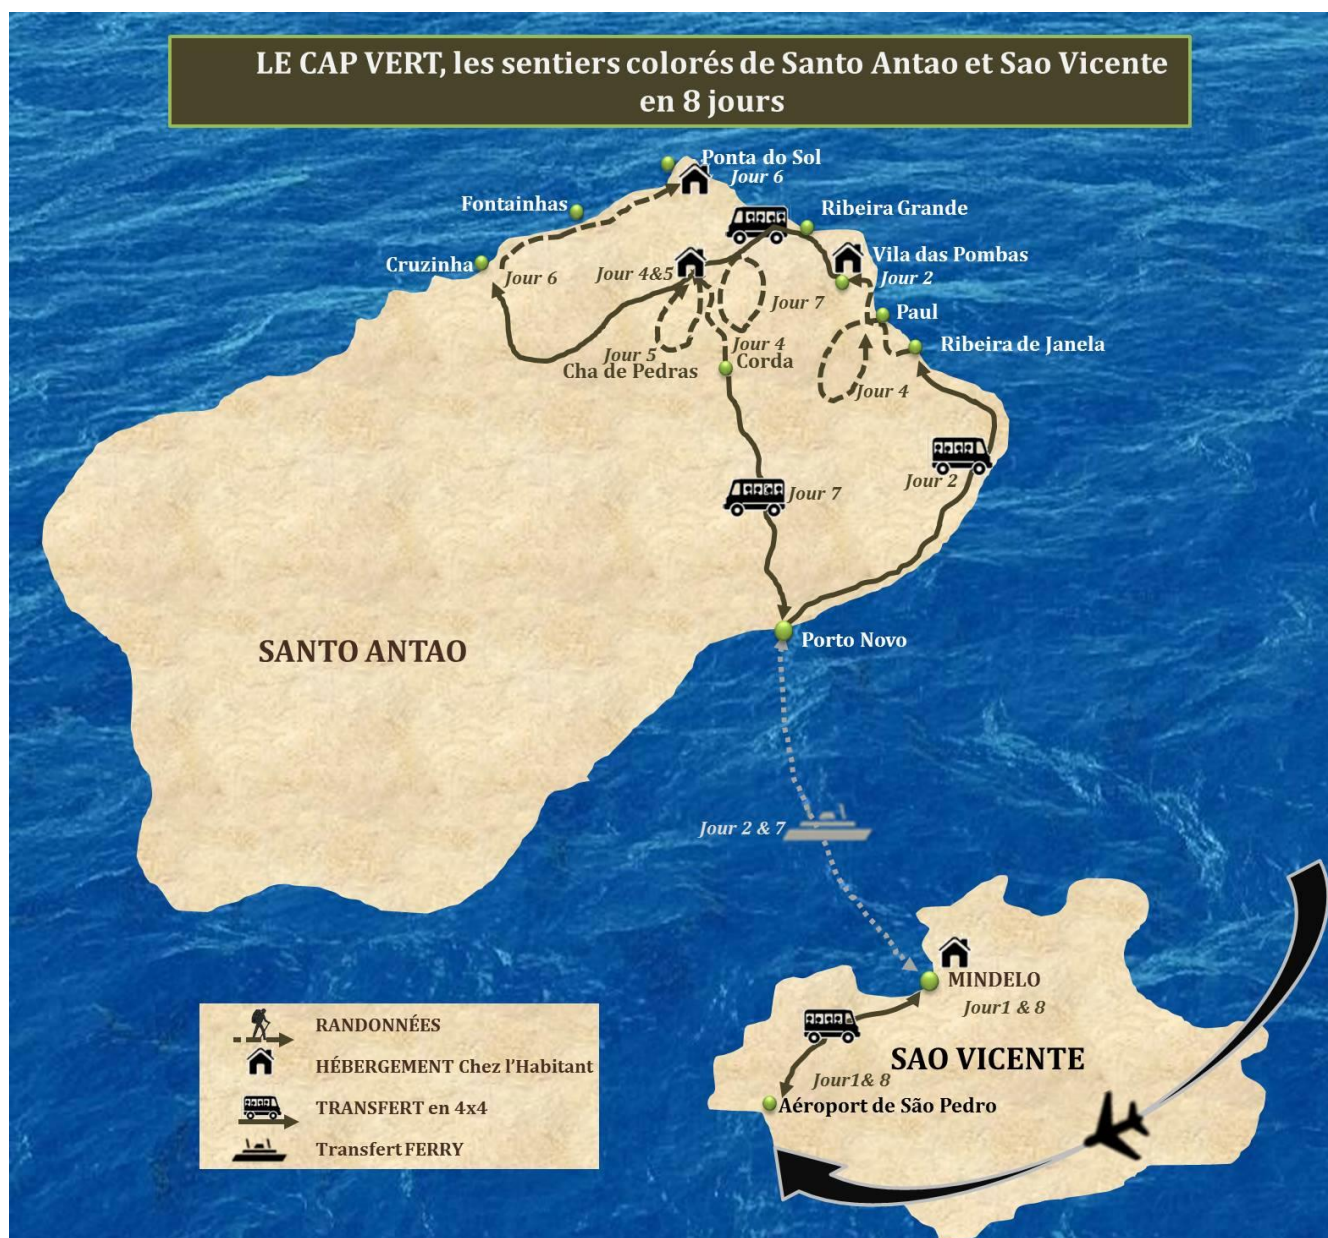 LE CAP VERT, les sentiers colorés de Santo Antao et Sao Vicente
en 8 jours
Ponta do Sol
Jour 6
Fontainhas
Ribeira Grande
Cruzinha
Jour 6
Jour 4&5
Vila das Pombas
Jour 2
Jour 7
Paul
Jour 5
Jour 4
Ribeira de Janela
Cha de Pedras
Corda
Jour 4
Jour 2
Jour 7
Porto Novo
SANTO ANTAO
Jour 2 & 7
MINDELO
Jour1 & 8
SAO VICENTE
Jour1& 8
Aéroport de São Pedro
RANDONNÉES
HÉBERGEMENT Chez l'Habitant
TRANSFERT en 4x4
Transfert FERRY